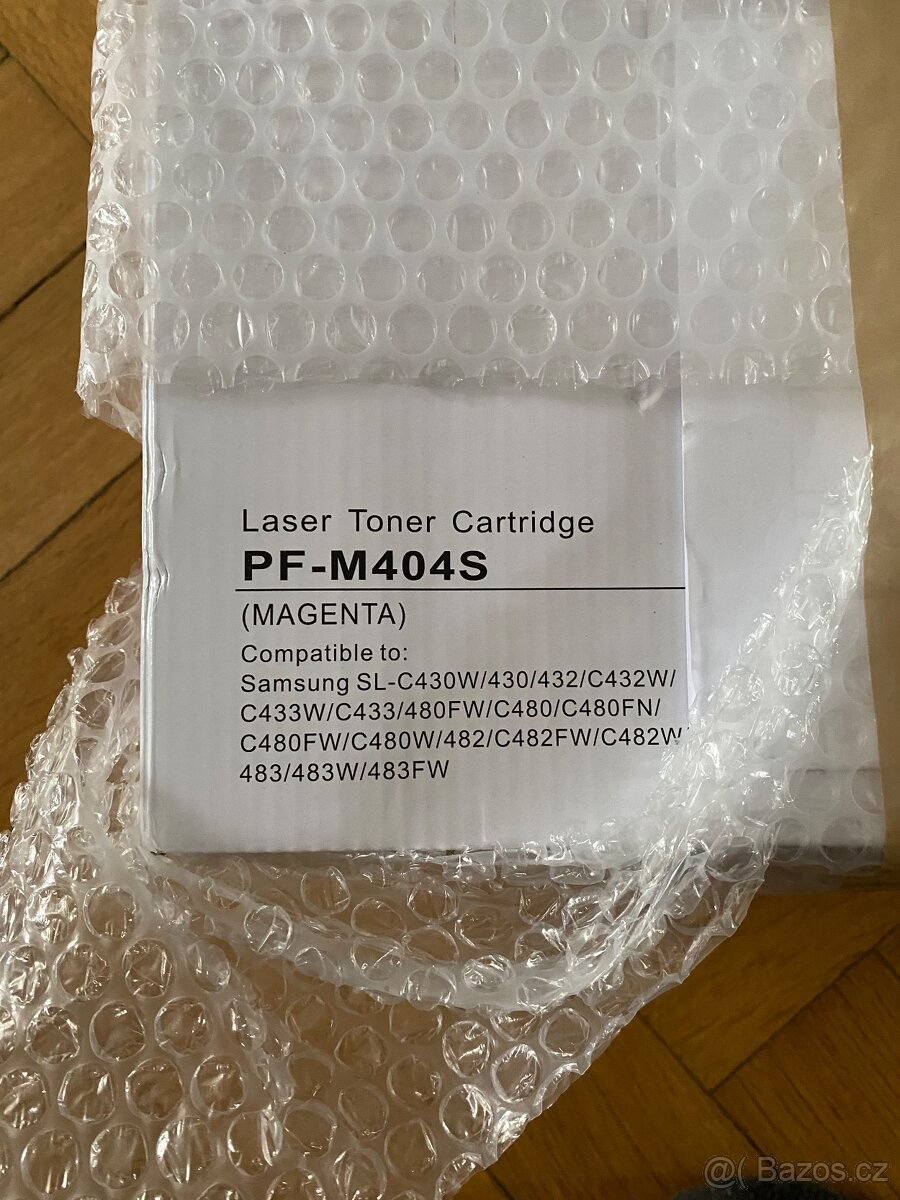 Laser Toner Cartridge
PF-M404S
(MAGENTA)
Compatible to:
Samsung SL-C430W/430/432/C432W/
C433W/C433/480FW/C480/C480FN/
C480FW/C480W/482/C482FW/C482W
483/483W/483FW
@( Bazos.cz